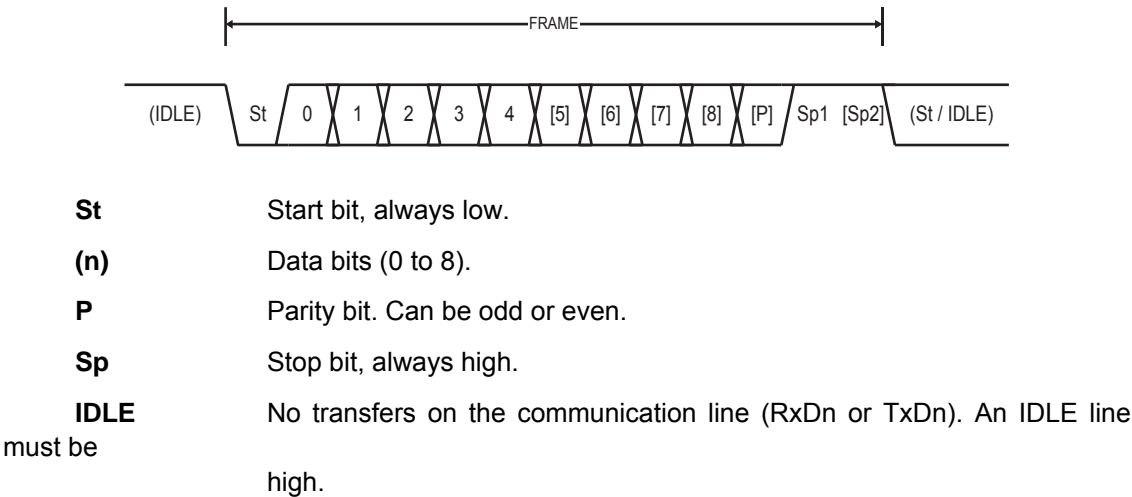 FRAME
(IDLE) St 0 1 2 3 4 [5] [6] [7] [8] [P] Sp1 [Sp2] (St / IDLE)
St Start bit, always low.
(n) Data bits (0 to 8).
P Parity bit. Can be odd or even.
Sp Stop bit, always high.
IDLE No transfers on the communication line (RxDn or TxDn). An IDLE line
must be
high.